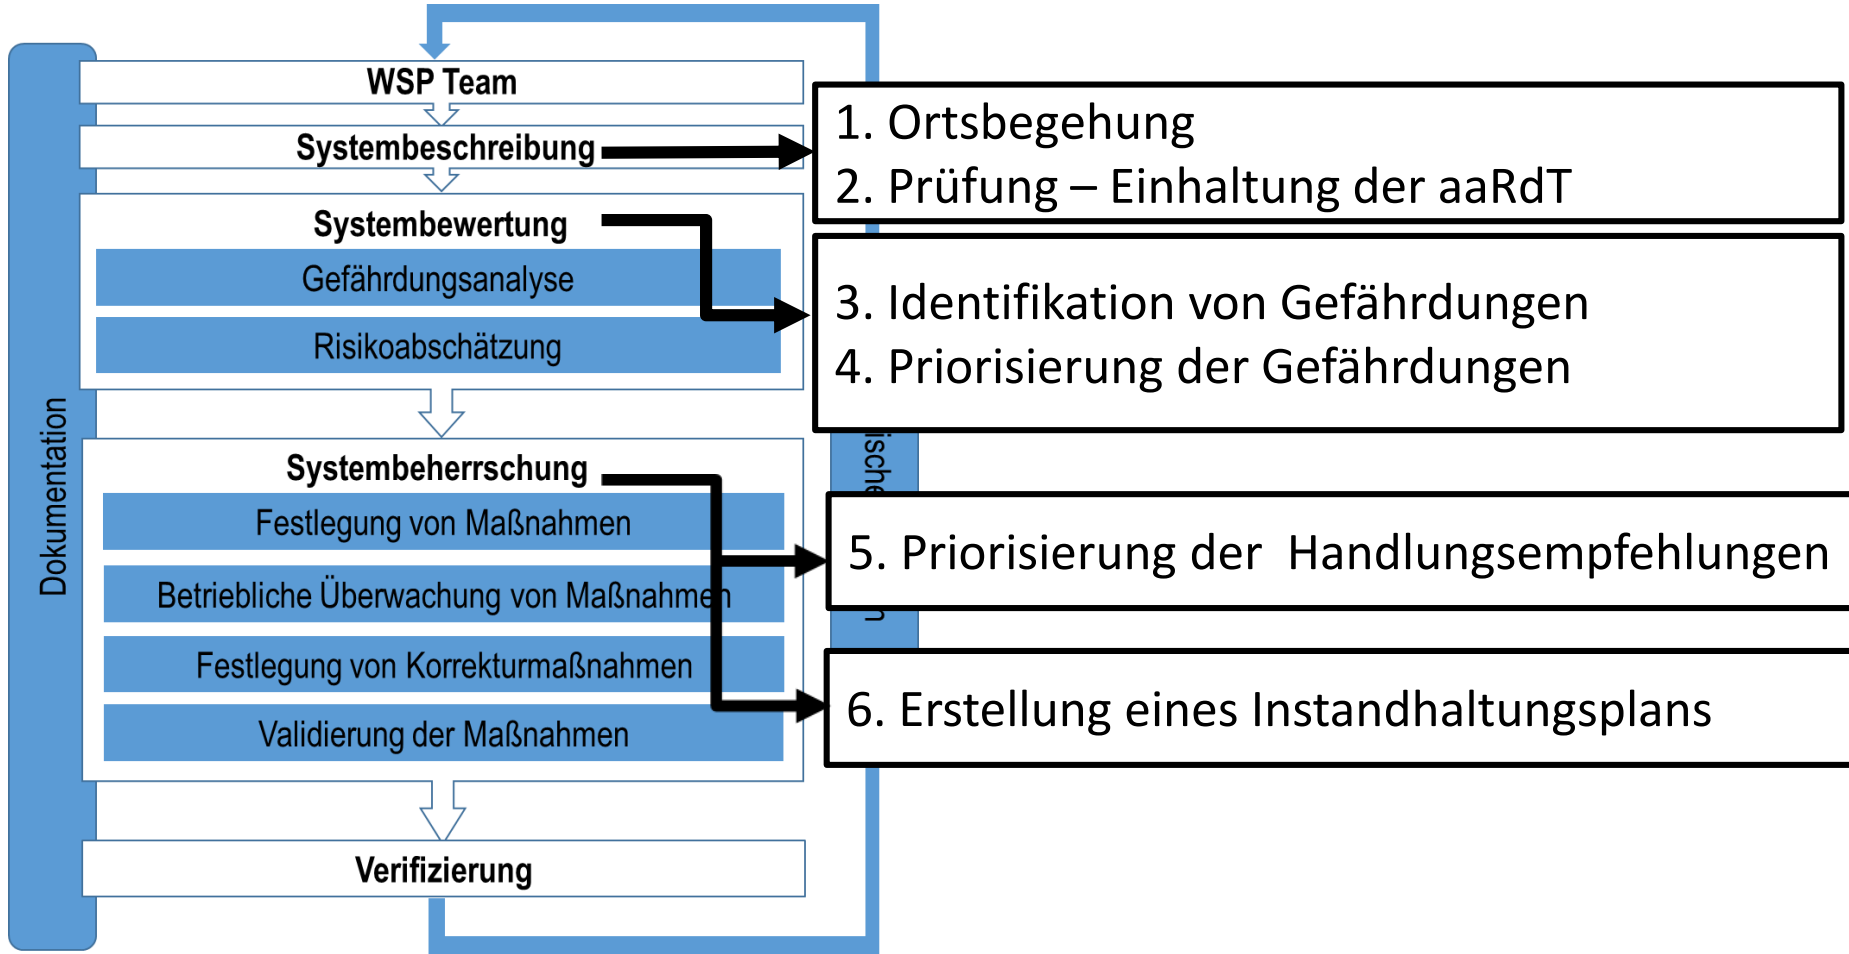 WSP Team
Systembeschreibung
Systembewertung
Gefährdungsanalyse
Risikoabschätzung
Systembeherrschung
Festlegung von Maßnahmen
Betriebliche Überwachung von Maßnahmen
Festlegung von Korrekturmaßnahmen
Validierung der Maßnahmen
Verifizierung
Dokumentation
1. Ortsbegehung
2. Prüfung – Einhaltung der aaRdT
3. Identifikation von Gefährdungen
4. Priorisierung der Gefährdungen
5. Priorisierung der  Handlungsempfehlungen
6. Erstellung eines Instandhaltungsplans